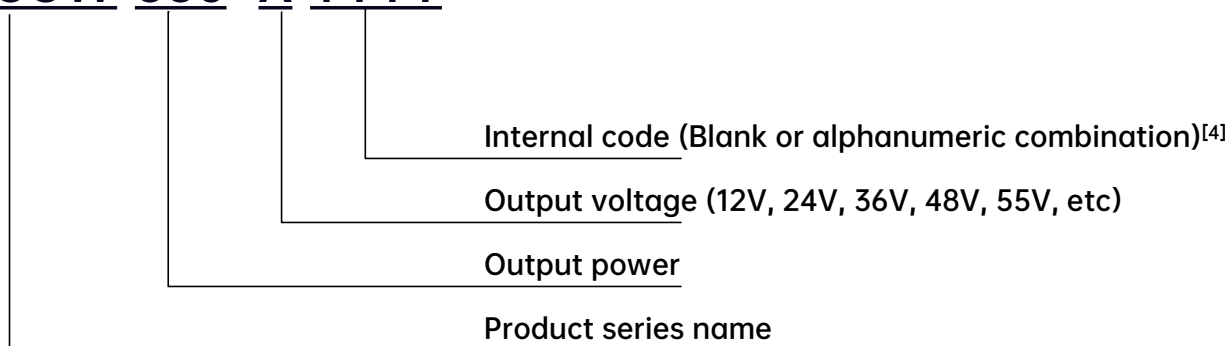 Internal code (Blank or alphanumeric combination)[4]
Output voltage (12V, 24V, 36V, 48V, 55V, etc)
Output power
Product series name